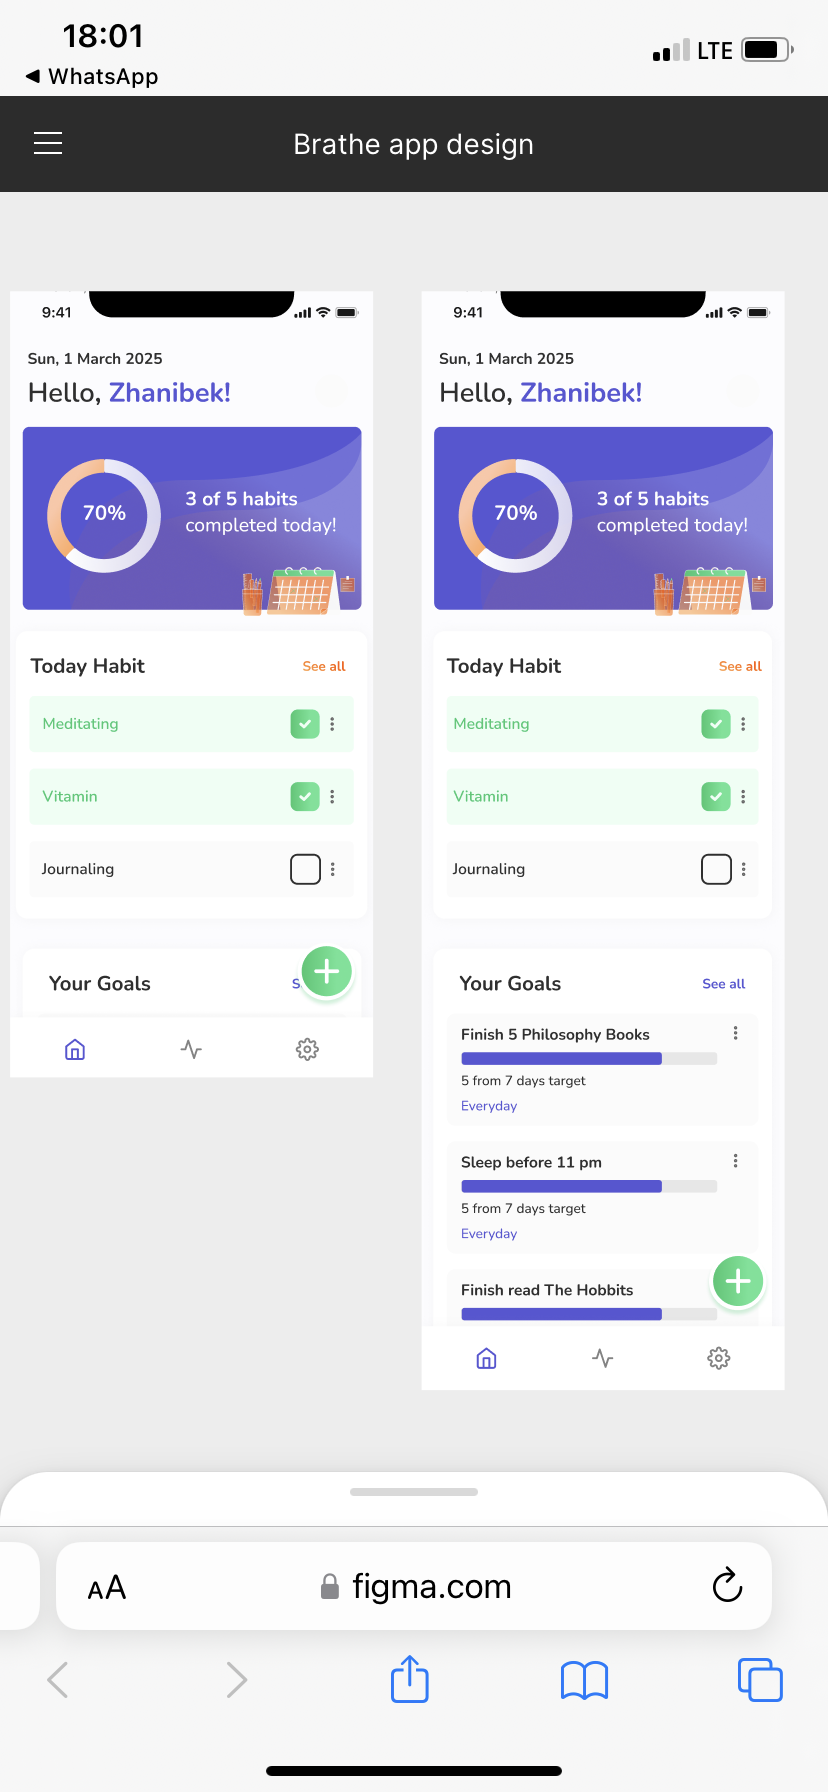 18:01
LTE
◀ WhatsApp
Brathe app design
9:41
Sun, 1 March 2025
Hello, Zhanibek!
70%
3 of 5 habits
completed today!
Today Habit
See all
Meditating
Vitamin
Journaling
Your Goals
S
9:41
Sun, 1 March 2025
Hello, Zhanibek!
70%
3 of 5 habits
completed today!
Today Habit
See all
Meditating
Vitamin
Journaling
Your Goals
See all
Finish 5 Philosophy Books
5 from 7 days target
Everyday
Sleep before 11 pm
5 from 7 days target
Everyday
Finish read The Hobbits
AA
figma.com